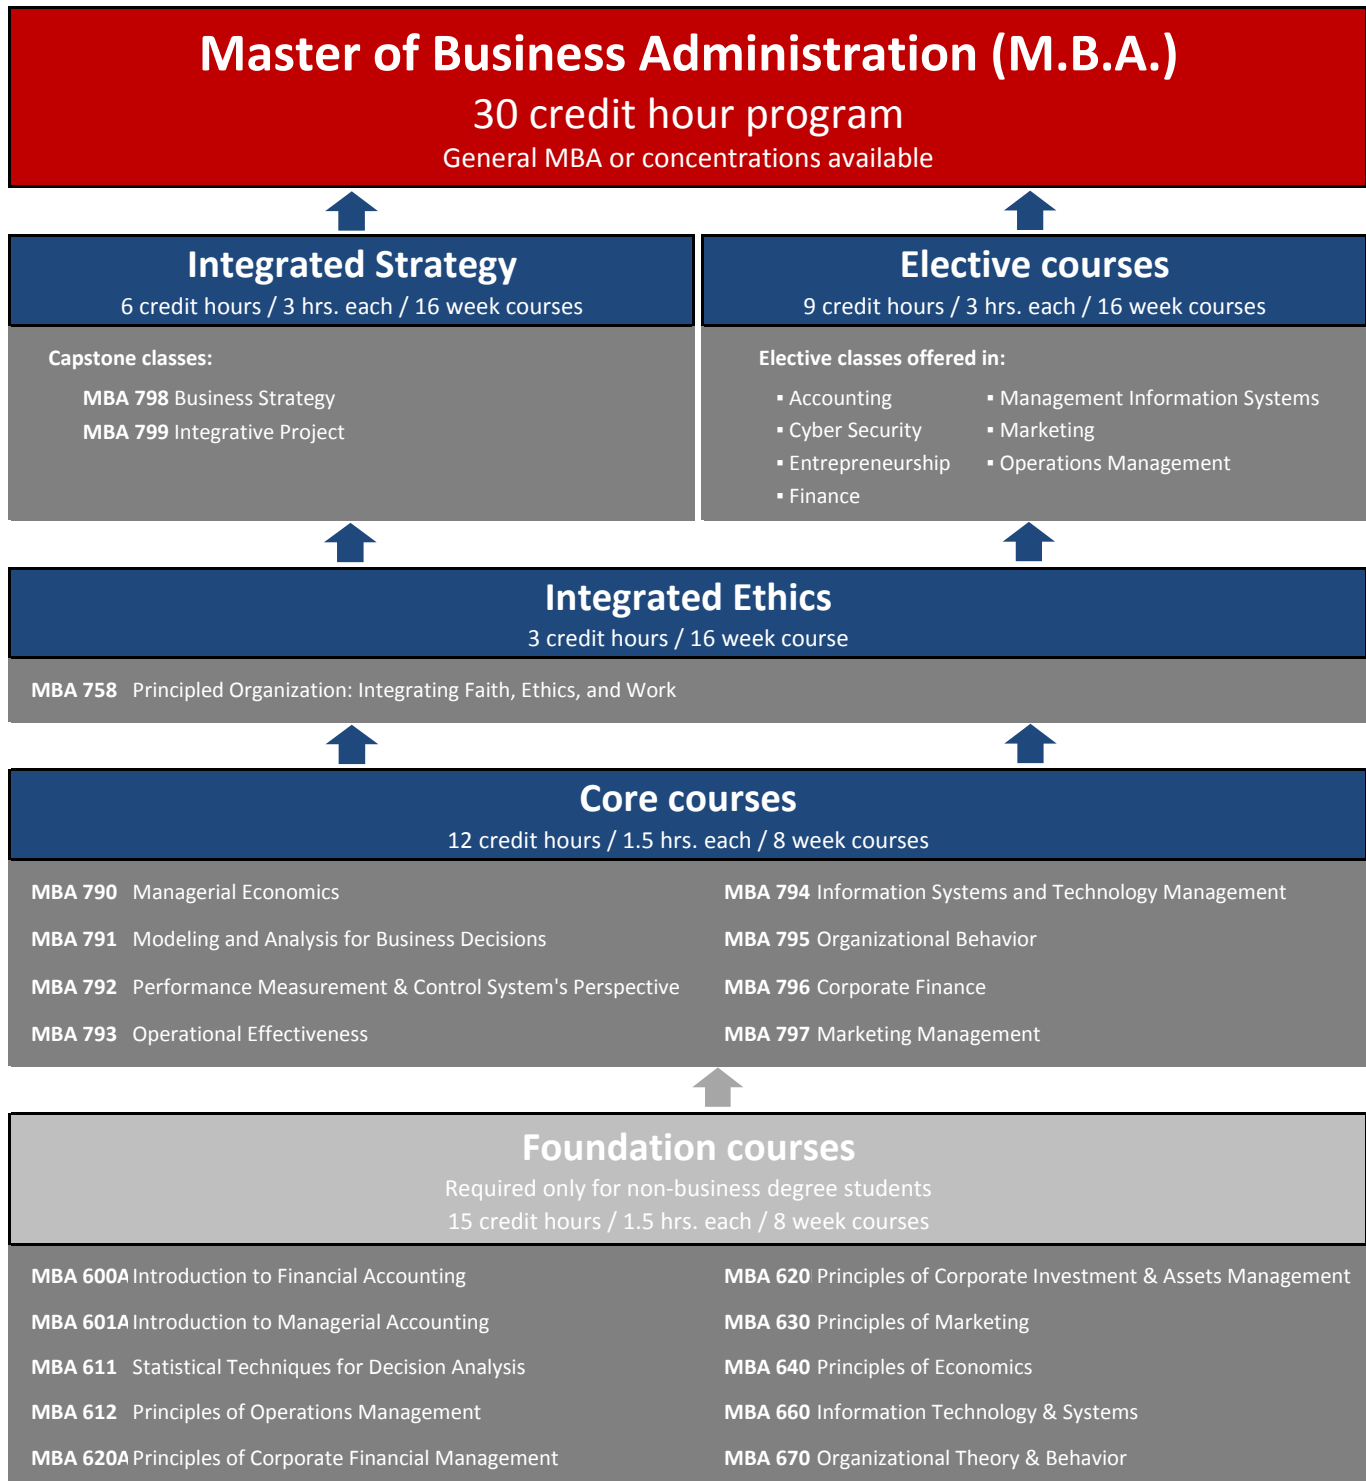 Master of Business Administration (M.B.A.)
30 credit hour program
General MBA or concentrations available
Integrated Strategy
6 credit hours / 3 hrs. each / 16 week courses
Capstone classes:
MBA 798 Business Strategy
MBA 799 Integrative Project
Elective courses
9 credit hours / 3 hrs. each / 16 week courses
Elective classes offered in:
▪ Accounting
▪ Cyber Security
▪ Entrepreneurship
▪ Finance
▪ Management Information Systems
▪ Marketing
▪ Operations Management
Integrated Ethics
3 credit hours / 16 week course
MBA 758 Principled Organization: Integrating Faith, Ethics, and Work
Core courses
12 credit hours / 1.5 hrs. each / 8 week courses
MBA 790 Managerial Economics
MBA 791 Modeling and Analysis for Business Decisions
MBA 792 Performance Measurement & Control System's Perspective
MBA 793 Operational Effectiveness
MBA 794 Information Systems and Technology Management
MBA 795 Organizational Behavior
MBA 796 Corporate Finance
MBA 797 Marketing Management
Foundation courses
Required only for non-business degree students
15 credit hours / 1.5 hrs. each / 8 week courses
MBA 600A Introduction to Financial Accounting
MBA 601A Introduction to Managerial Accounting
MBA 611 Statistical Techniques for Decision Analysis
MBA 612 Principles of Operations Management
MBA 620A Principles of Corporate Financial Management
MBA 620 Principles of Corporate Investment & Assets Management
MBA 630 Principles of Marketing
MBA 640 Principles of Economics
MBA 660 Information Technology & Systems
MBA 670 Organizational Theory & Behavior